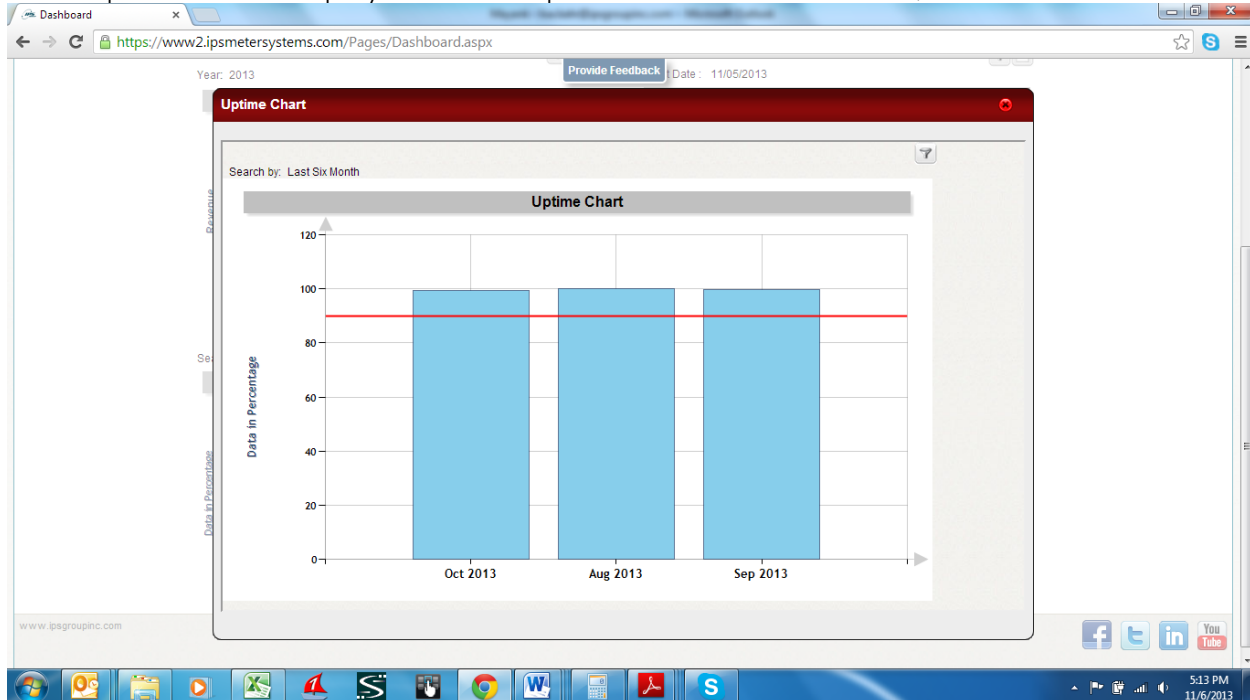 Dashboard
https://www2.ipsmetersystems.com/Pages/Dashboard.aspx
Provide Feedback
Year: 2013
Date : 11/05/2013
Uptime Chart
Search by: Last Six Month
Uptime Chart
Revenue
120
100
80
60
40
20
0
Data in Percentage
Data in Percentage
Oct 2013
Aug 2013
Sep 2013
www.ipsgroupinc.com
You
Tube
5:13 PM
11/6/2013